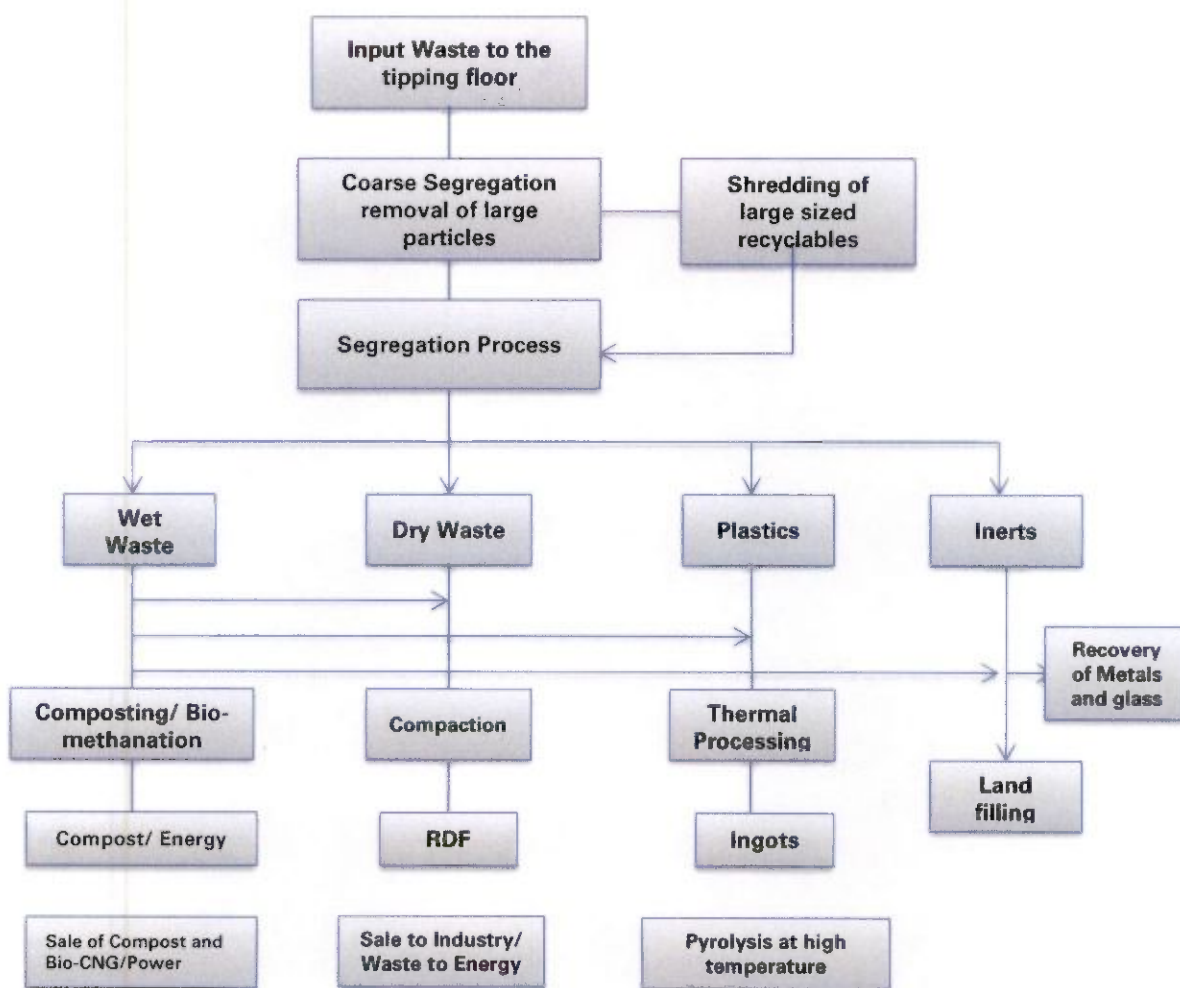 Input Waste to the
tipping floor
Coarse Segregation
removal of large
particles
Shredding of
large sized
recyclables
Segregation Process
Wet
Waste
Dry Waste
Plastics
Inerts
Recovery
of Metals
and glass
Composting/ Bio-
methanation
Compaction
Thermal
Processing
Land
filling
Compost/ Energy
RDF
Ingots
Sale of Compost and
Bio-CNG/Power
Sale to Industry/
Waste to Energy
Pyrolysis at high
temperature